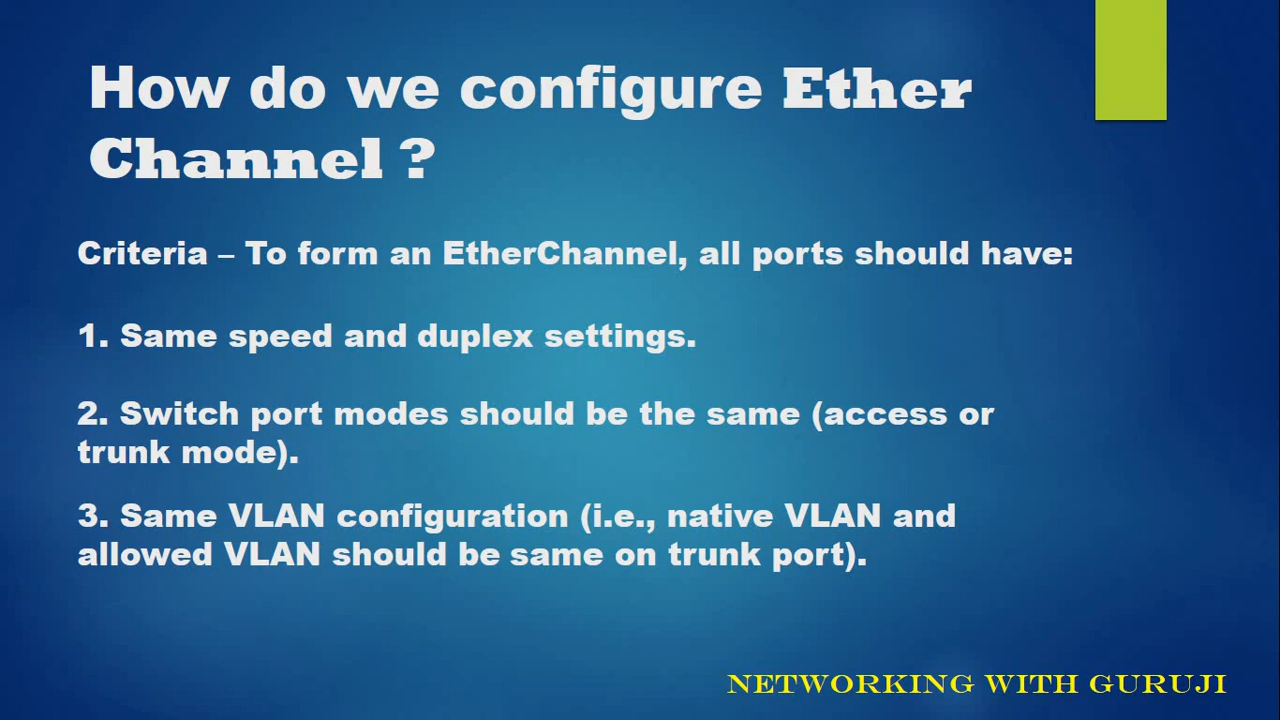 How do we configure Ether
Channel ?
Criteria – To form an EtherChannel, all ports should have:
1. Same speed and duplex settings.
2. Switch port modes should be the same (access or
trunk mode).
3. Same VLAN configuration (i.e., native VLAN and
allowed VLAN should be same on trunk port).
NETWORKING WITH GURUJI